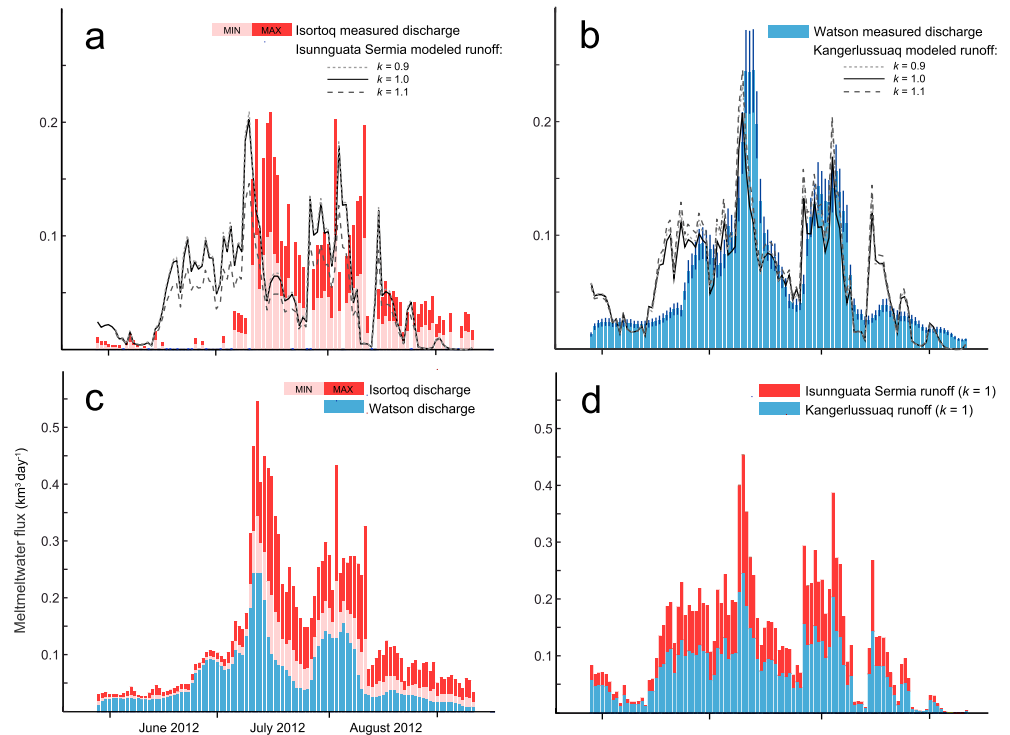 a
MIN MAX Isortoq measured discharge
Isunnguata Sermia modeled runoff:
k = 0.9
k = 1.0
k = 1.1
0.2
0.1
b
Watson measured discharge
Kangerlussuaq modeled runoff:
k = 0.9
k = 1.0
k = 1.1
0.2
0.1
c
MIN MAX Isortoq discharge
Watson discharge
0.5
0.4
0.3
0.2
0.1
Meltmeltwater flux (km³ day⁻¹)
June 2012 July 2012 August 2012
d
Isunnguata Sermia runoff (k = 1)
Kangerlussuaq runoff (k = 1)
0.5
0.4
0.3
0.2
0.1